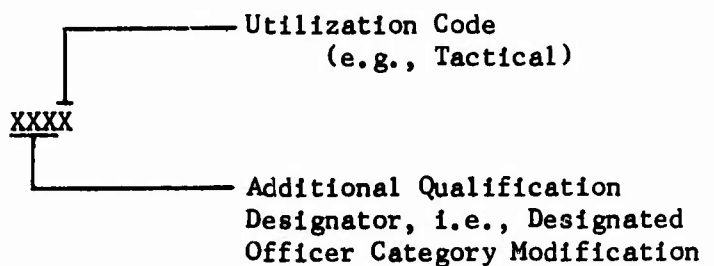 Utilization Code
(e.g., Tactical)
XXXX
Additional Qualification
Designator, i.e., Designated
Officer Category Modification